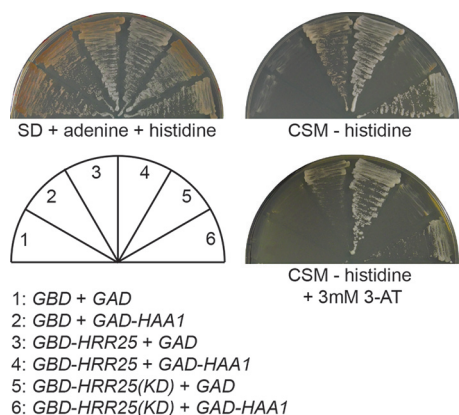 SD + adenine + histidine
CSM - histidine
1
2
3
4
5
6
CSM - histidine
+ 3mM 3-AT
1: GBD + GAD
2: GBD + GAD-HAA1
3: GBD-HRR25 + GAD
4: GBD-HRR25 + GAD-HAA1
5: GBD-HRR25(KD) + GAD
6: GBD-HRR25(KD) + GAD-HAA1